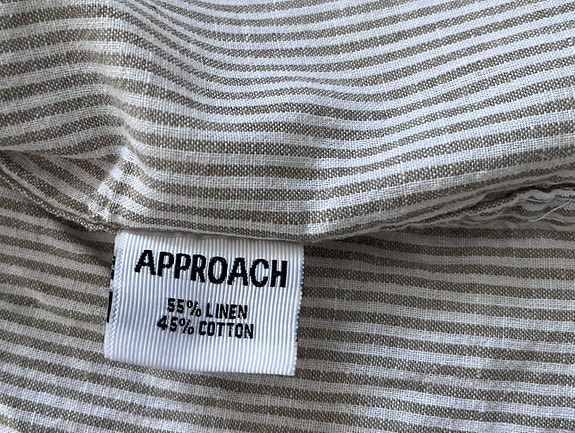 APPROACH
55% LINEN
45% COTTON